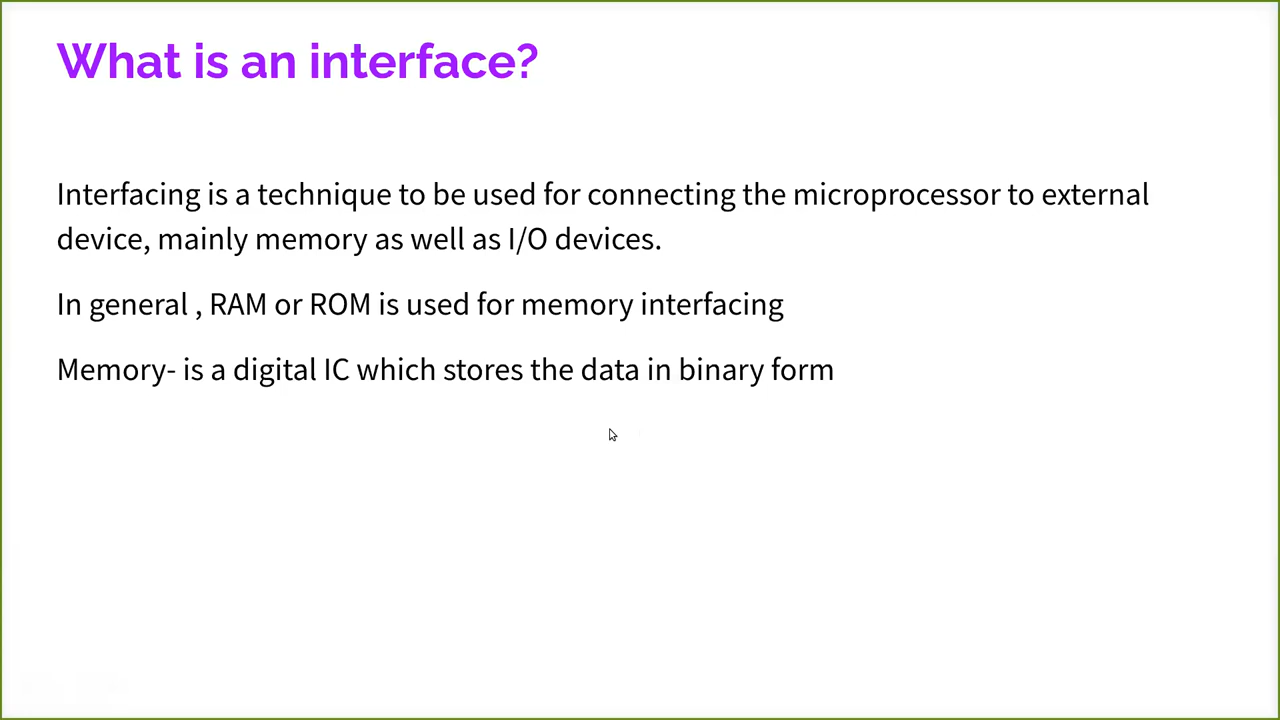 What is an interface?
Interfacing is a technique to be used for connecting the microprocessor to external
device, mainly memory as well as I/O devices.
In general , RAM or ROM is used for memory interfacing
Memory- is a digital IC which stores the data in binary form